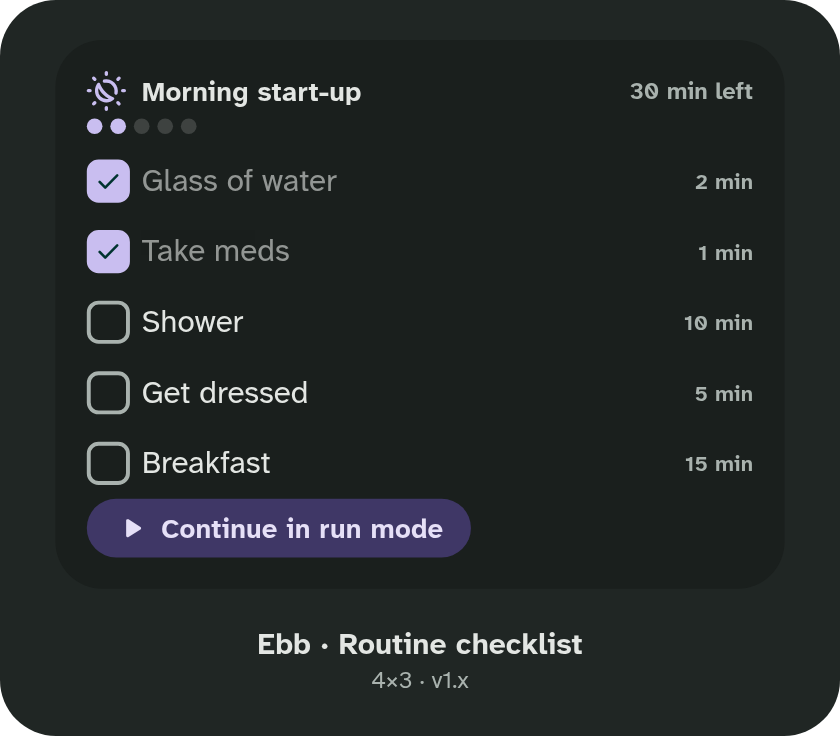 Morning start-up
30 min left
Glass of water
2 min
Take meds
1 min
Shower
10 min
Get dressed
5 min
Breakfast
15 min
Continue in run mode
Ebb · Routine checklist
4×3 · v1.x